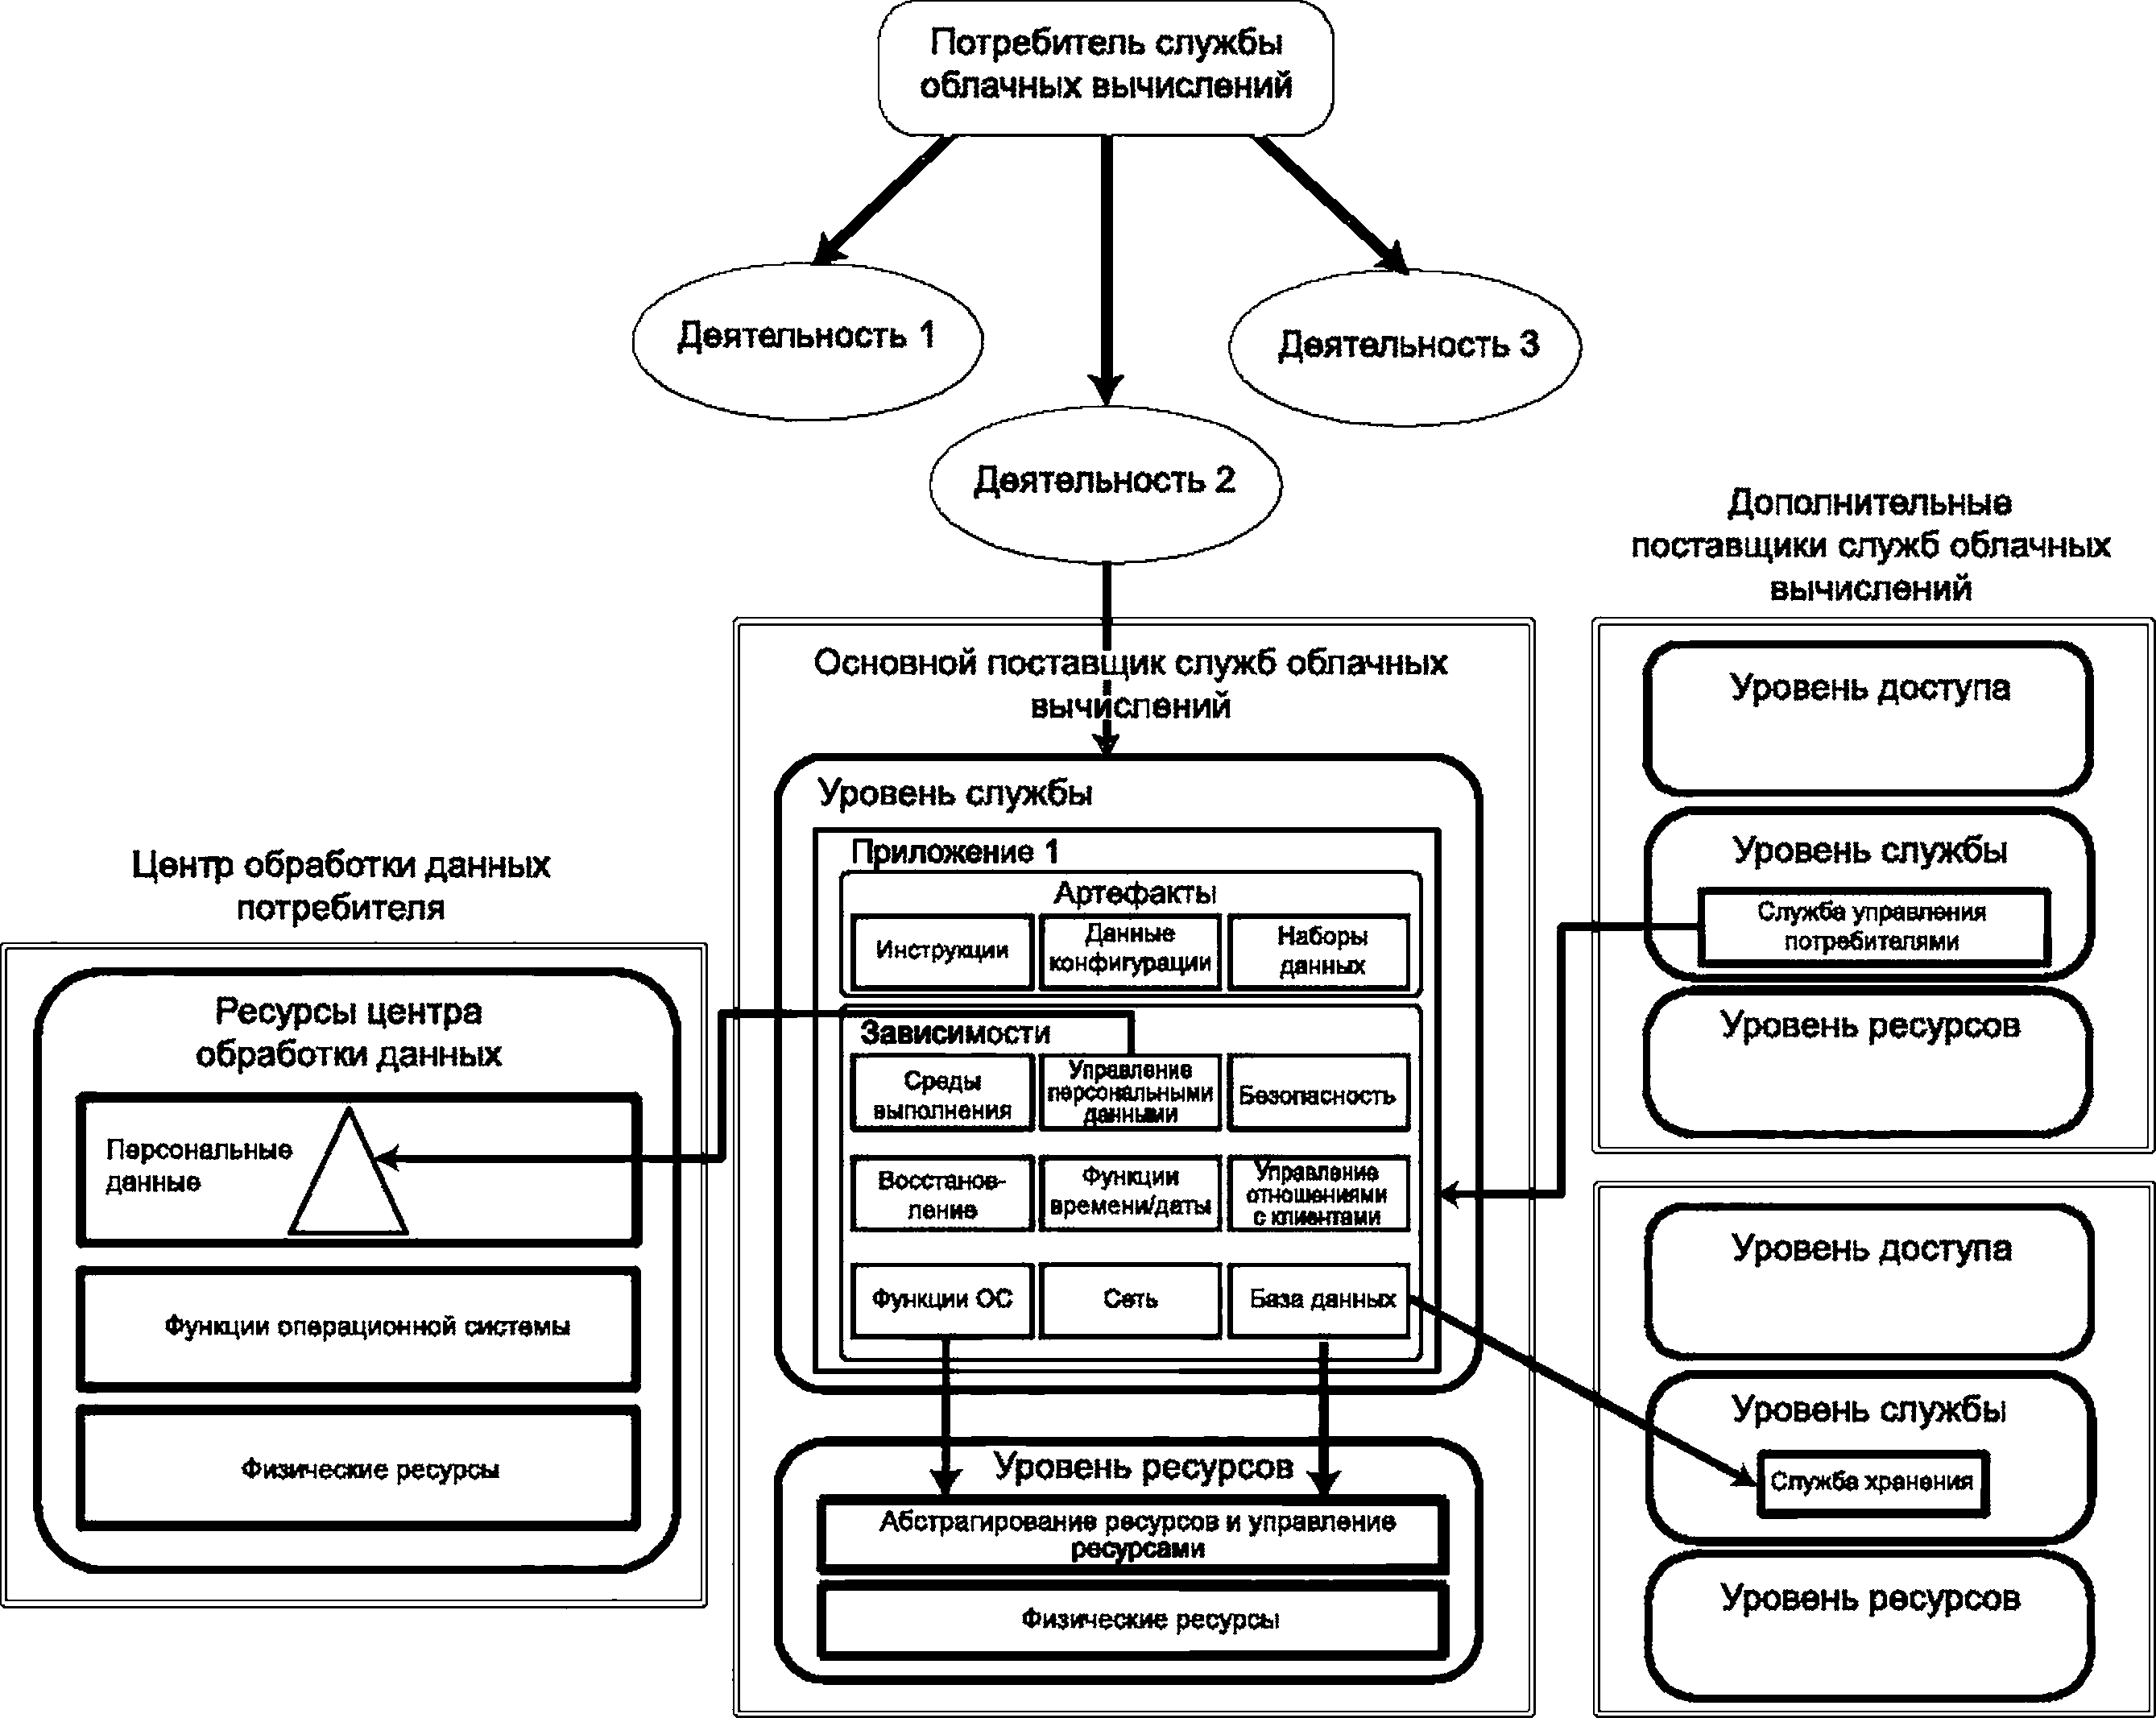 Потребитель службы
облачных вычислений
Деятельность 1
Деятельность 3
Деятельность 2
Дополнительные
поставщики служб облачных
вычислений
Основной поставщик служб облачных
вычислений
Уровень службы
Приложение 1
Артефакты
Инструкции
Данные
конфигурации
Наборы
данных
Зависимости
Среды
выполнения
Управление
персональными
данными
Безопасность
Восстанов-
ление
Функции
времени/даты
Управление
отношениями
с клиентами
Функции ОС
Сеть
База данных
Уровень ресурсов
Абстрагирование ресурсов и управление
ресурсами
Физические ресурсы
Центр обработки данных
потребителя
Ресурсы центра
обработки данных
Персональные
данные
Функции операционной системы
Физические ресурсы
Уровень доступа
Уровень службы
Служба управления
потребителями
Уровень ресурсов
Уровень доступа
Уровень службы
Служба хранения
Уровень ресурсов